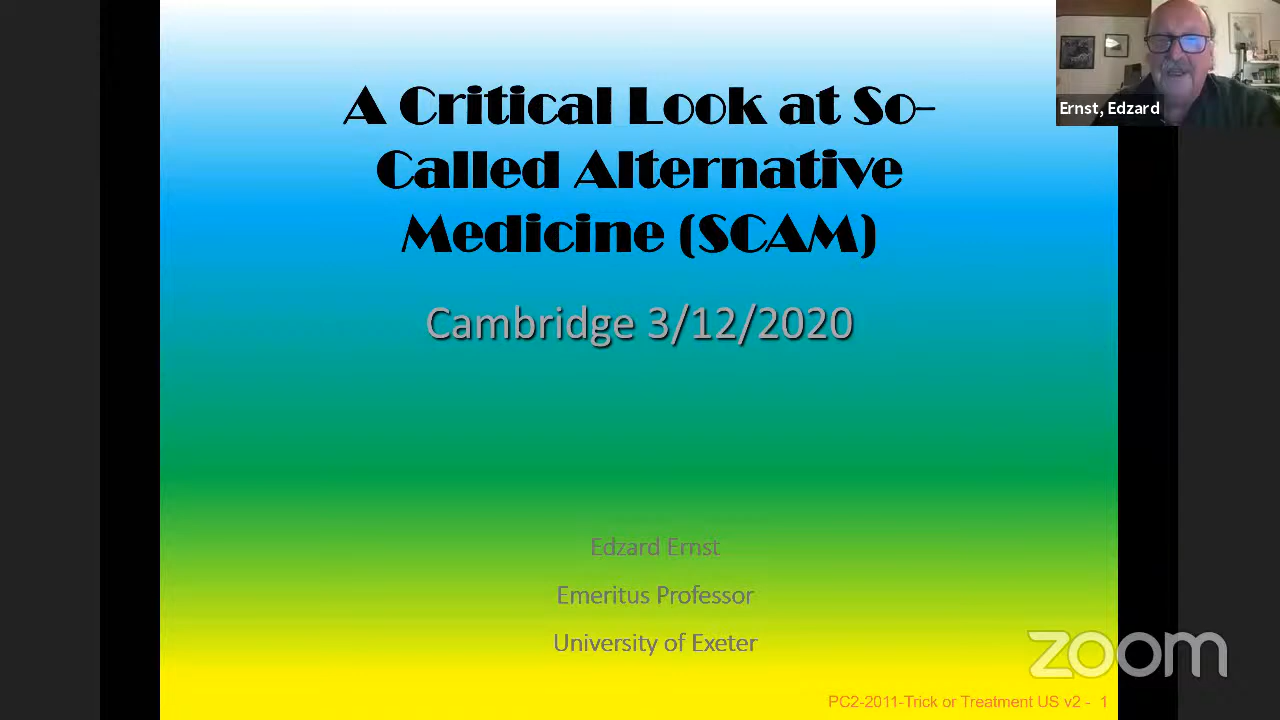 A Critical Look at So-
Called Alternative
Medicine (SCAM)
Cambridge 3/12/2020
Edzard Ernst
Emeritus Professor
University of Exeter
PC2-2011-Trick or Treatment US v2 - 1
Ernst, Edzard
zoom